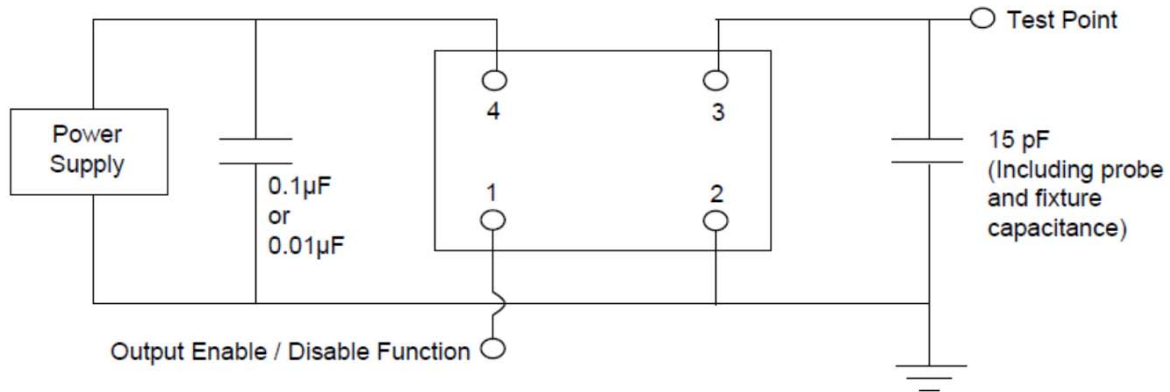 Test Point
4
3
Power
Supply
15 pF
(Including probe
and fixture
capacitance)
0.1µF
or
0.01µF
1
2
Output Enable / Disable Function